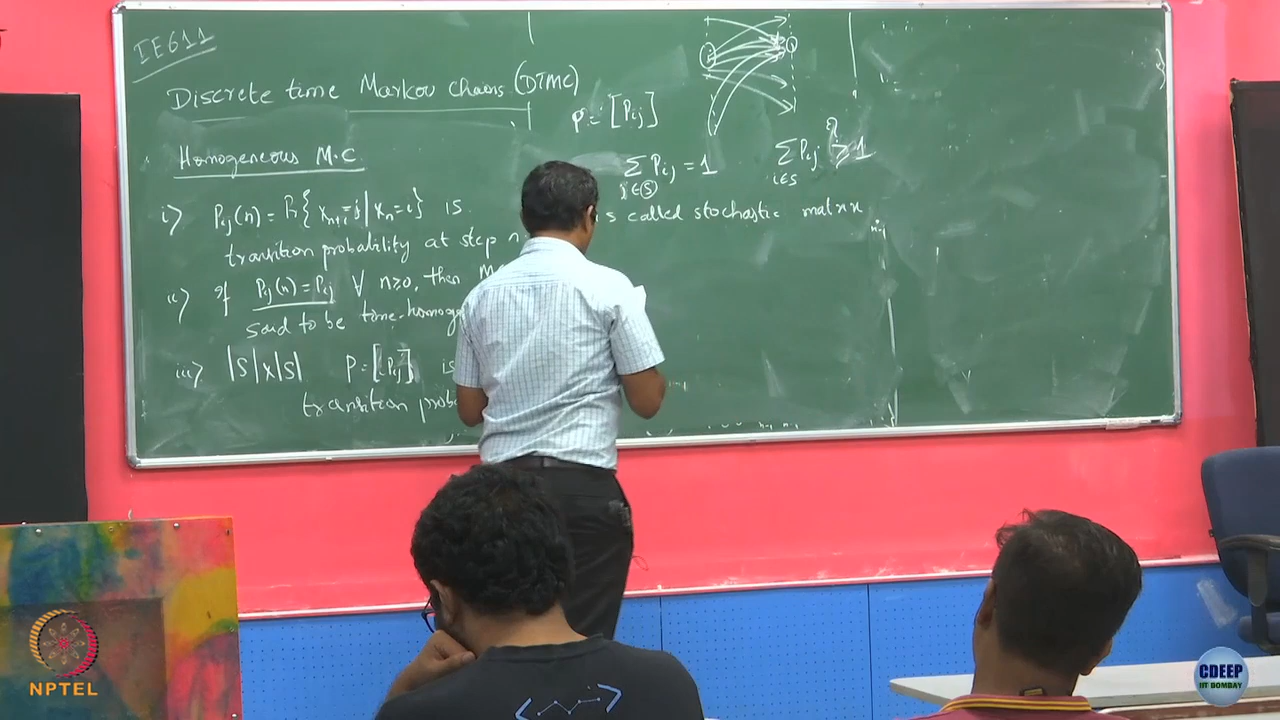 IE611
Discrete time Markov chains (DTMC)
Homogeneous M.C
i) Pij(n) = Pr{ Xn+1=j | Xn=i } is
transition probability at step n
ii) If Pij(n) = Pij ∀ n≥0, then
said to be time-homog
iii) |S|x|S| P = [Pij] is
transition prob
P = [Pij]
∑ j∈S Pij = 1
∑ i∈S Pij ≥ 1
is called stochastic matrix
NPTEL
CDEEP
IIT BOMBAY